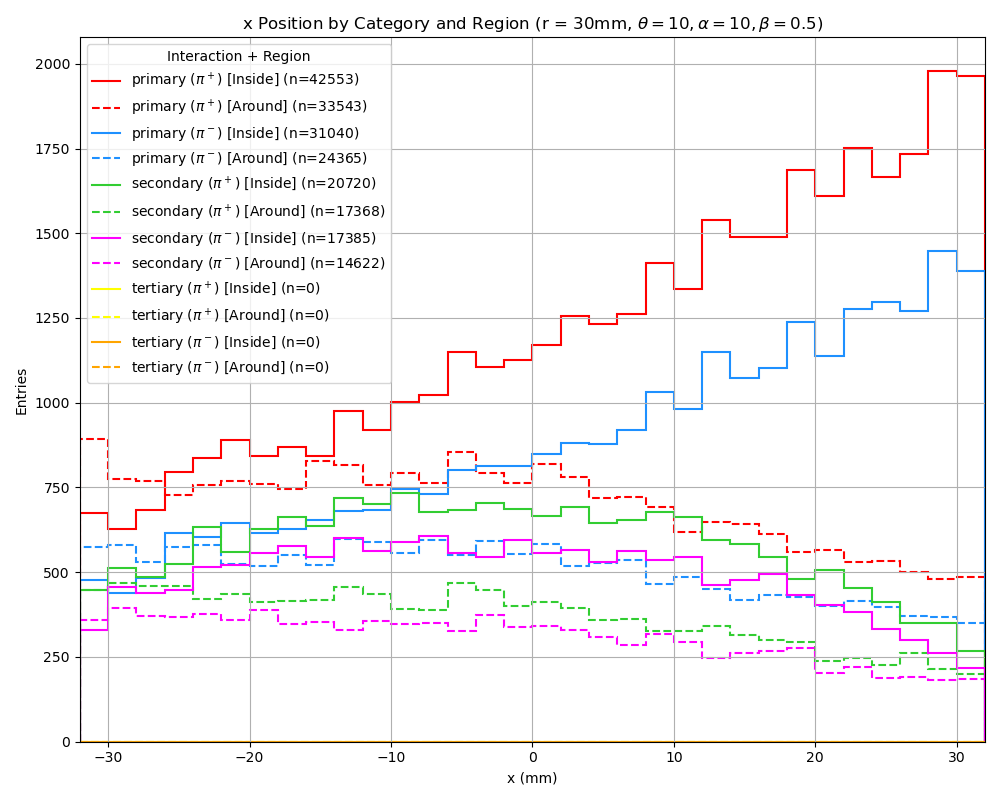 x Position by Category and Region (r = 30mm, θ = 10, α = 10, β = 0.5)
Interaction + Region
primary (π⁺) [Inside] (n=42553)
primary (π⁺) [Around] (n=33543)
primary (π⁻) [Inside] (n=31040)
primary (π⁻) [Around] (n=24365)
secondary (π⁺) [Inside] (n=20720)
secondary (π⁺) [Around] (n=17368)
secondary (π⁻) [Inside] (n=17385)
secondary (π⁻) [Around] (n=14622)
tertiary (π⁺) [Inside] (n=0)
tertiary (π⁺) [Around] (n=0)
tertiary (π⁻) [Inside] (n=0)
tertiary (π⁻) [Around] (n=0)
Entries
2000
1750
1500
1250
1000
750
500
250
0
−30 −20 −10 0 10 20 30
x (mm)